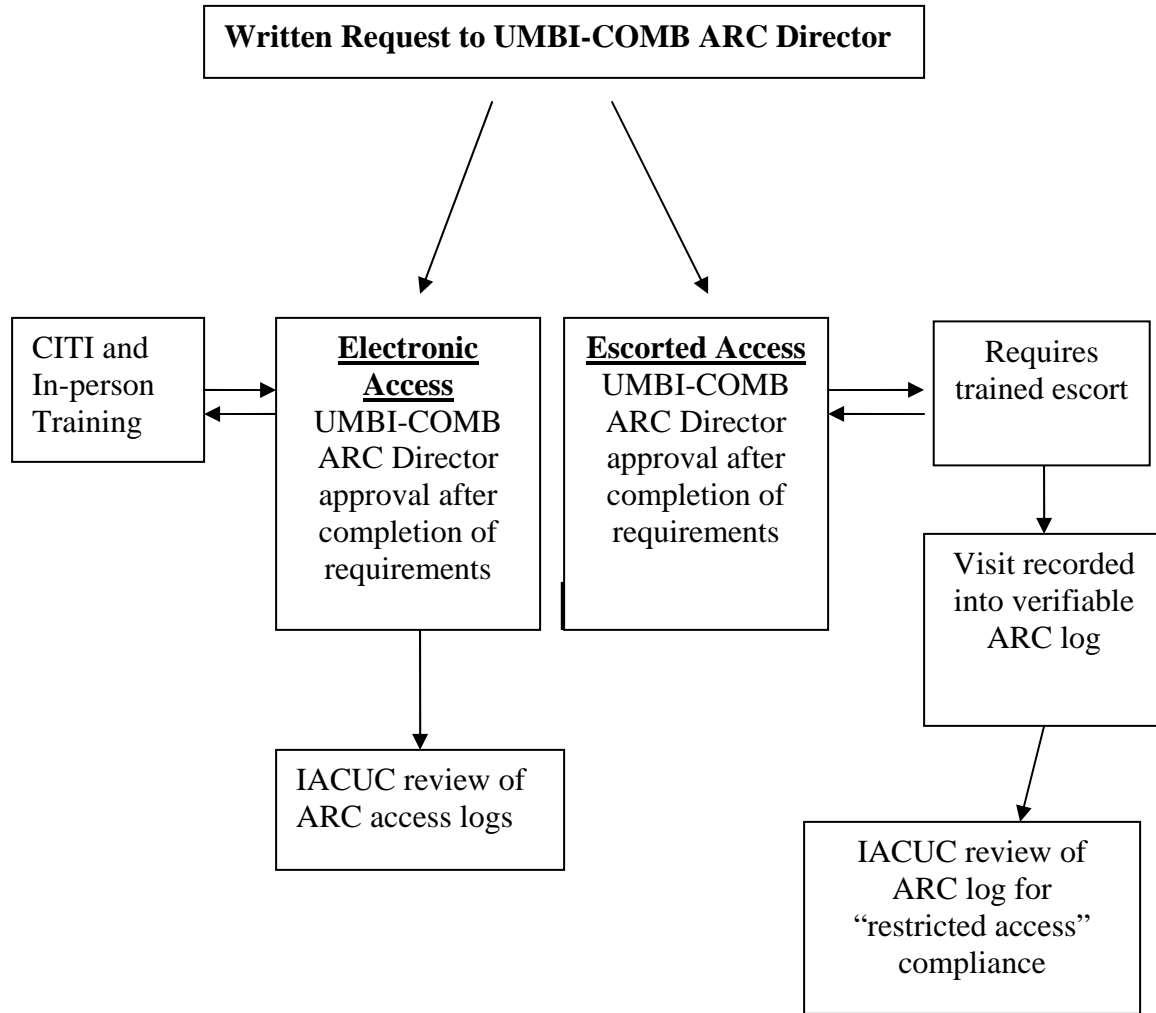 Written Request to UMBI-COMB ARC Director
CITI and
In-person
Training
Electronic
Access
UMBI-COMB
ARC Director
approval after
completion of
requirements
Escorted Access
UMBI-COMB
ARC Director
approval after
completion of
requirements
Requires
trained escort
Visit recorded
into verifiable
ARC log
IACUC review of
ARC access logs
IACUC review of
ARC log for
“restricted access”
compliance